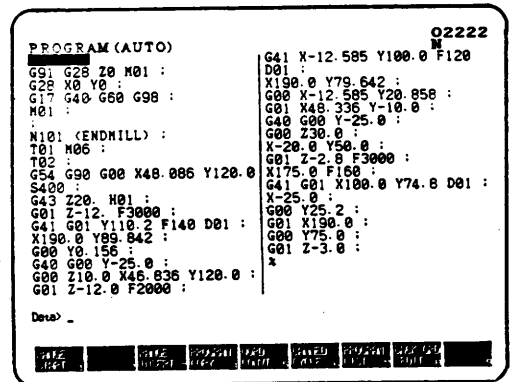 PROGRAM (AUTO)
O2222
N
G91 G28 Z0 M01 :
G28 X0 Y0 :
G17 G40 G60 G98 :
M01 :
:
N101 (ENDMILL) :
T01 M06 :
T02 :
G54 G90 G00 X48.086 Y120.0
S400 :
G43 Z20. H01 :
G01 Z-12. F3000 :
G41 G01 Y110.2 F140 D01 :
X190.0 Y89.842 :
G00 Y0.156 :
G40 G00 Y-25.0 :
G00 Z10.0 X46.836 Y120.0 :
G01 Z-12.0 F2000 :
G41 X-12.585 Y100.0 F120
D01 :
X190.0 Y79.642 :
G00 X-12.585 Y20.858 :
G01 X48.336 Y-10.0 :
G40 G00 Y-25.0 :
G00 Z30.0 :
X-20.0 Y50.0 :
G01 Z-2.8 F3000 :
X175.0 F160 :
G41 G01 X100.0 Y74.8 D01 :
X-25.0 :
G00 Y25.2 :
G01 X190.0 :
G00 Y75.0 :
G01 Z-3.0 :
%
Data> _